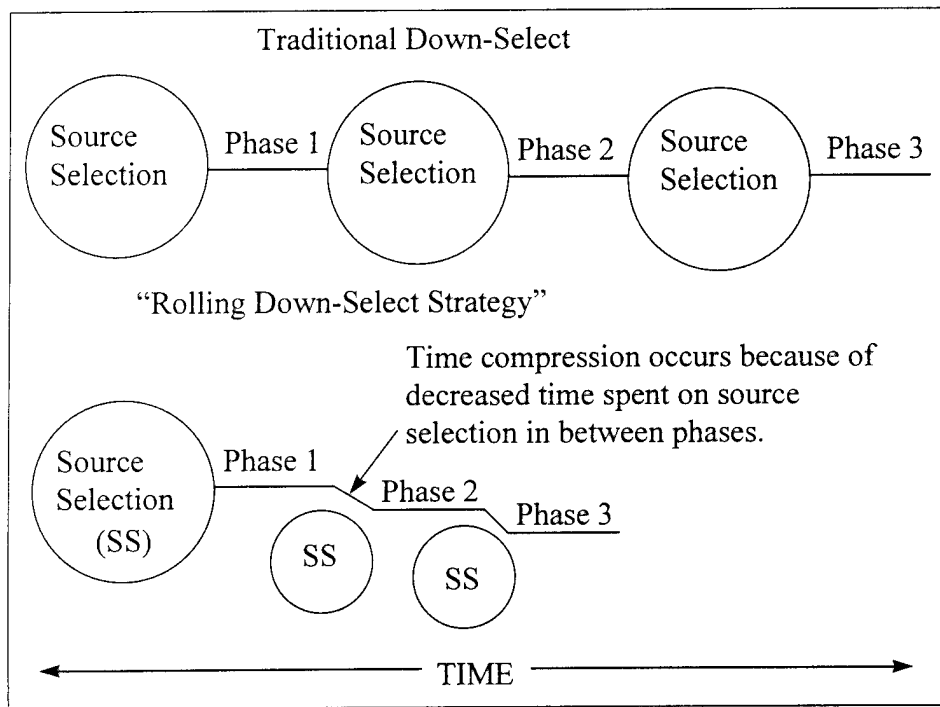 Traditional Down-Select
Source
Selection
Phase 1
Source
Selection
Phase 2
Source
Selection
Phase 3
“Rolling Down-Select Strategy”
Time compression occurs because of
decreased time spent on source
selection in between phases.
Source
Selection
(SS)
Phase 1
Phase 2
Phase 3
SS
SS
TIME